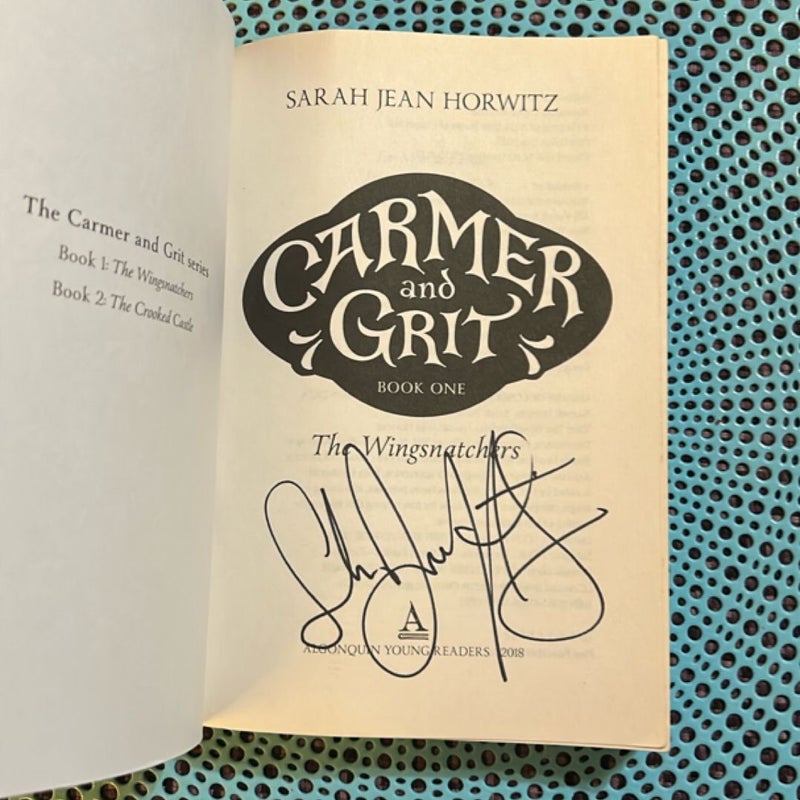 The Carmer and Grit series
Book 1: The Wingsnatchers
Book 2: The Crooked Castle
SARAH JEAN HORWITZ
CARMER
and
GRIT
BOOK ONE
The Wingsnatchers
A
ALGONQUIN YOUNG READERS 2018